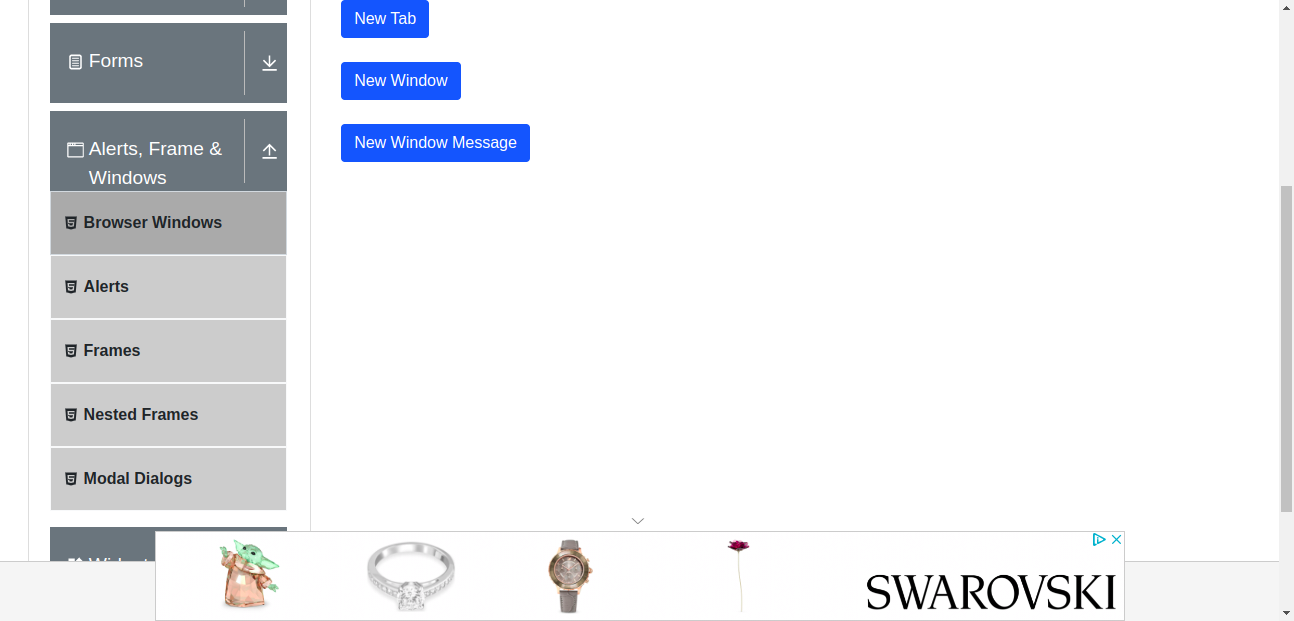 New Tab
Forms
New Window
Alerts, Frame &
Windows
New Window Message
Browser Windows
Alerts
Frames
Nested Frames
Modal Dialogs
SWAROVSKI